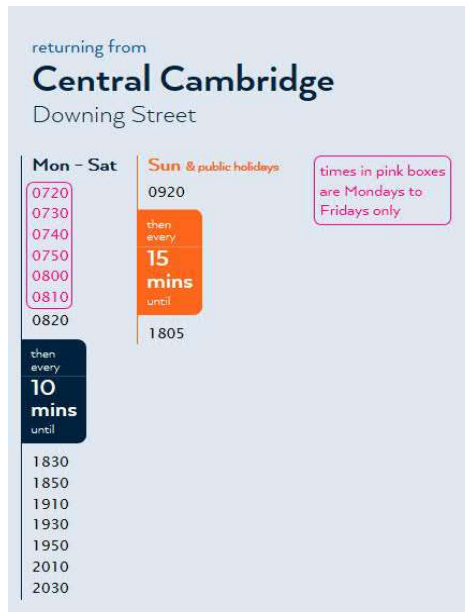 returning from
Central Cambridge
Downing Street
Mon – Sat
0720
0730
0740
0750
0800
0810
0820
then
every
10
mins
until
1830
1850
1910
1930
1950
2010
2030
Sun & public holidays
0920
then
every
15
mins
until
1805
times in pink boxes
are Mondays to
Fridays only